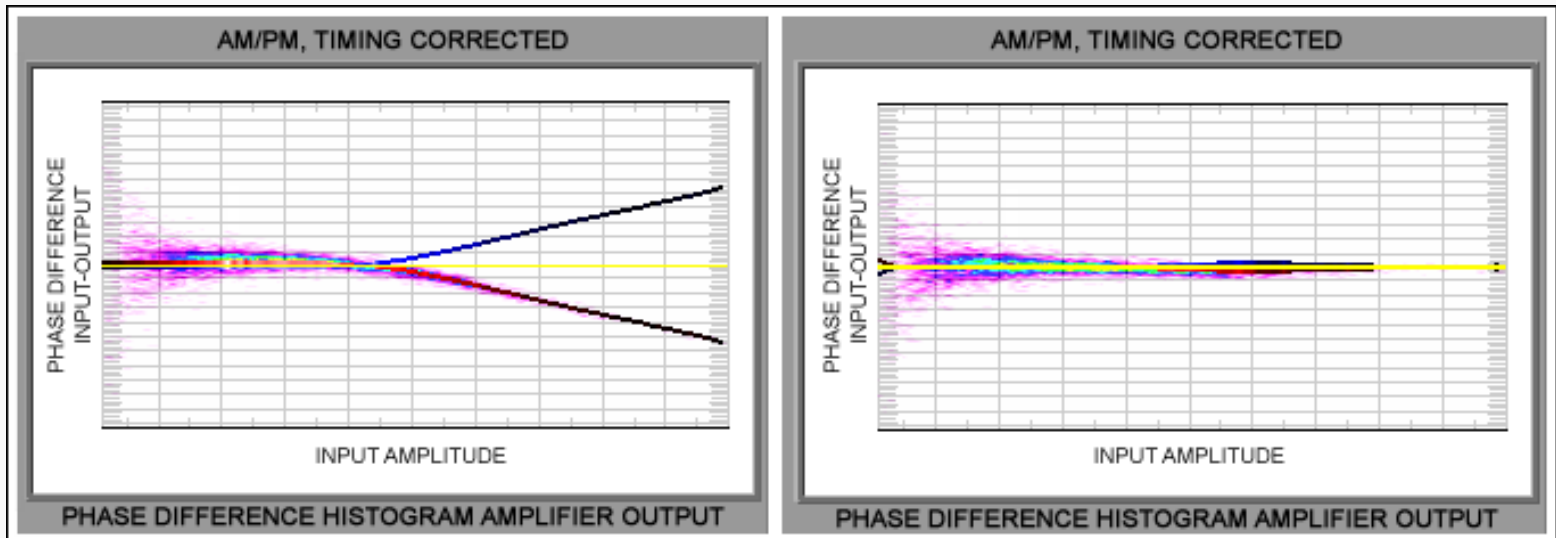 AM/PM, TIMING CORRECTED
PHASE DIFFERENCE
INPUT-OUTPUT
INPUT AMPLITUDE
PHASE DIFFERENCE HISTOGRAM AMPLIFIER OUTPUT
AM/PM, TIMING CORRECTED
PHASE DIFFERENCE
INPUT-OUTPUT
INPUT AMPLITUDE
PHASE DIFFERENCE HISTOGRAM AMPLIFIER OUTPUT